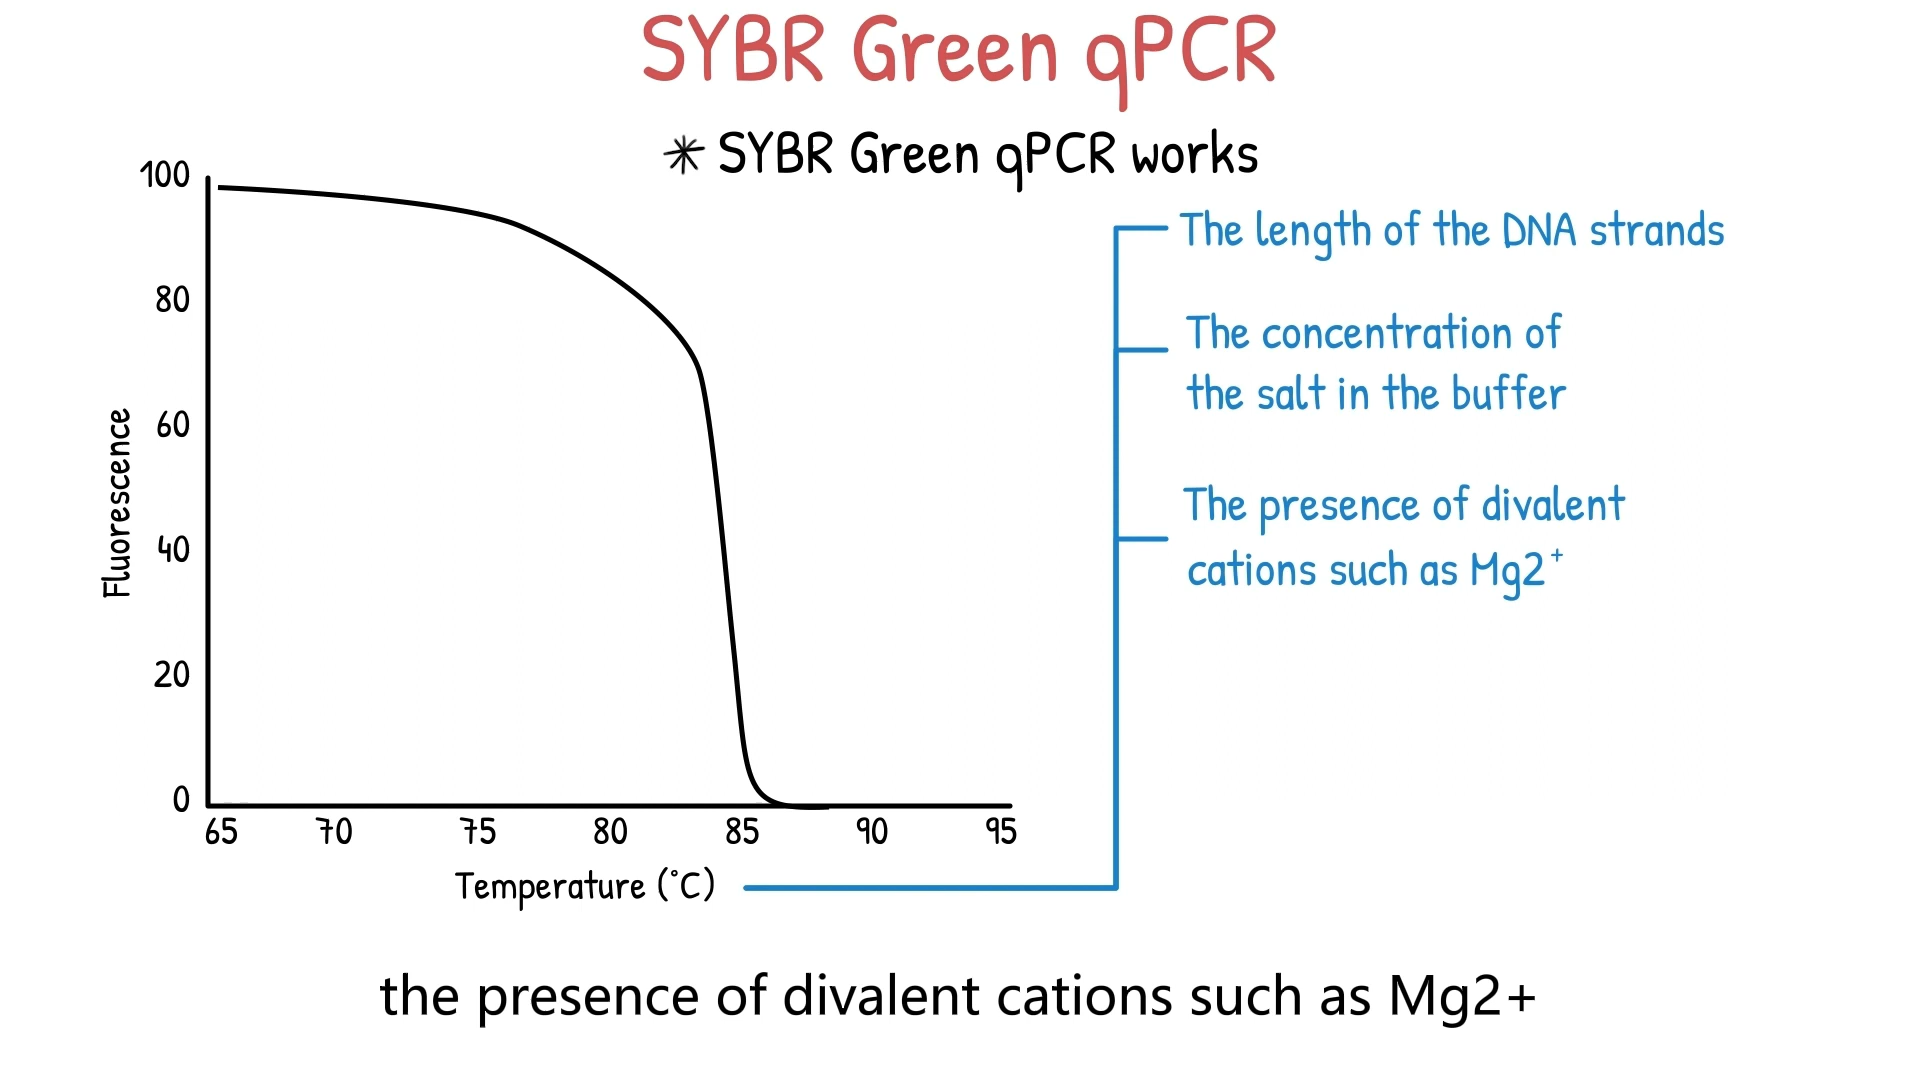 SYBR Green qPCR
✳ SYBR Green qPCR works
100
80
60
40
20
0
Fluorescence
65 70 75 80 85 90 95
Temperature (°C)
The length of the DNA strands
The concentration of
the salt in the buffer
The presence of divalent
cations such as Mg2⁺
the presence of divalent cations such as Mg2+